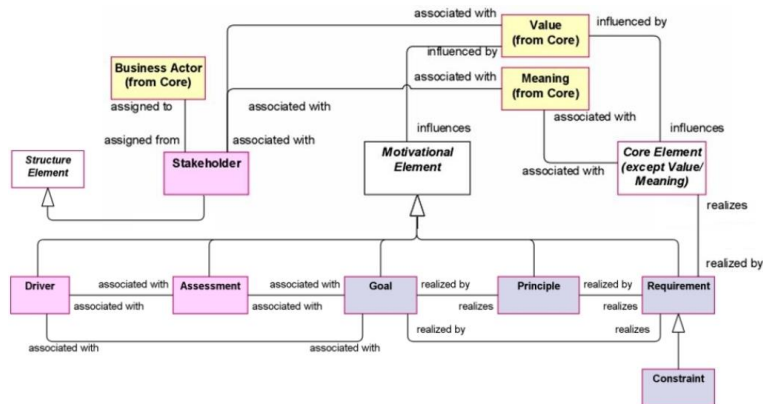 associated with
Value
(from Core)
influenced by
influenced by
Business Actor
(from Core)
associated with
Meaning
(from Core)
assigned to
associated with
associated with
assigned from
associated with
influences
influences
Structure
Element
Stakeholder
Motivational
Element
Core Element
(except Value/
Meaning)
associated with
realizes
realized by
Driver
associated with
associated with
Assessment
associated with
associated with
Goal
realized by
realizes
Principle
realized by
realizes
Requirement
realized by
realizes
associated with
associated with
Constraint